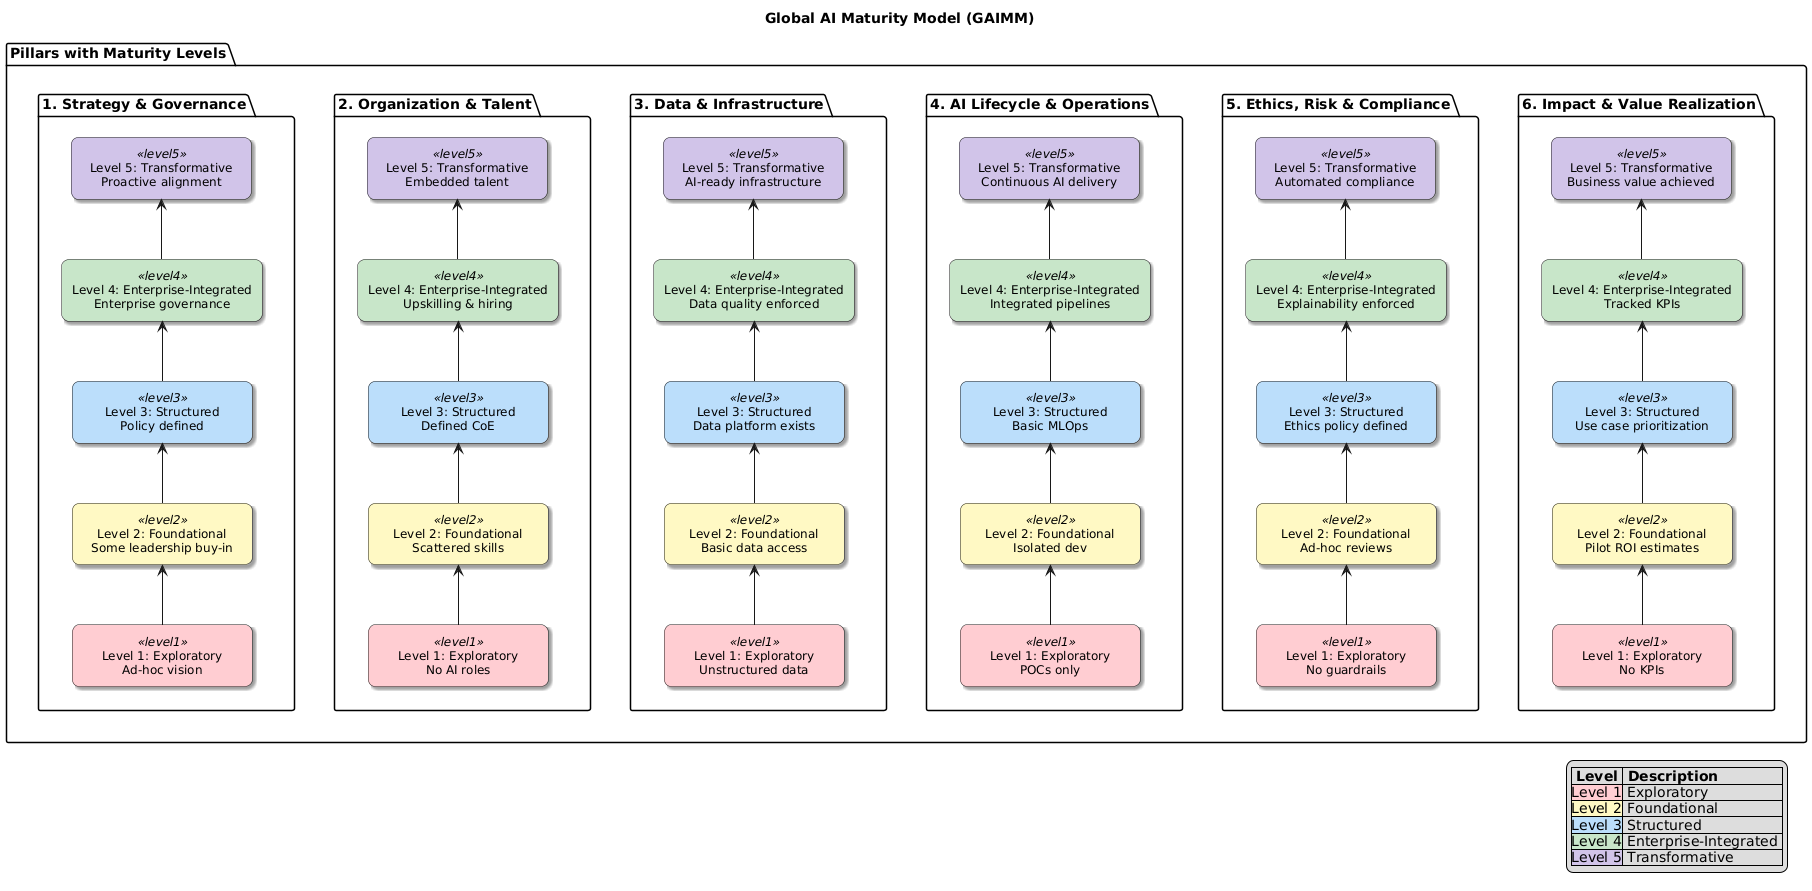 Global AI Maturity Model (GAIMM)
Pillars with Maturity Levels
1. Strategy & Governance
«level5»
Level 5: Transformative
Proactive alignment
«level4»
Level 4: Enterprise-Integrated
Enterprise governance
«level3»
Level 3: Structured
Policy defined
«level2»
Level 2: Foundational
Some leadership buy-in
«level1»
Level 1: Exploratory
Ad-hoc vision
2. Organization & Talent
«level5»
Level 5: Transformative
Embedded talent
«level4»
Level 4: Enterprise-Integrated
Upskilling & hiring
«level3»
Level 3: Structured
Defined CoE
«level2»
Level 2: Foundational
Scattered skills
«level1»
Level 1: Exploratory
No AI roles
3. Data & Infrastructure
«level5»
Level 5: Transformative
AI-ready infrastructure
«level4»
Level 4: Enterprise-Integrated
Data quality enforced
«level3»
Level 3: Structured
Data platform exists
«level2»
Level 2: Foundational
Basic data access
«level1»
Level 1: Exploratory
Unstructured data
4. AI Lifecycle & Operations
«level5»
Level 5: Transformative
Continuous AI delivery
«level4»
Level 4: Enterprise-Integrated
Integrated pipelines
«level3»
Level 3: Structured
Basic MLOps
«level2»
Level 2: Foundational
Isolated dev
«level1»
Level 1: Exploratory
POCs only
5. Ethics, Risk & Compliance
«level5»
Level 5: Transformative
Automated compliance
«level4»
Level 4: Enterprise-Integrated
Explainability enforced
«level3»
Level 3: Structured
Ethics policy defined
«level2»
Level 2: Foundational
Ad-hoc reviews
«level1»
Level 1: Exploratory
No guardrails
6. Impact & Value Realization
«level5»
Level 5: Transformative
Business value achieved
«level4»
Level 4: Enterprise-Integrated
Tracked KPIs
«level3»
Level 3: Structured
Use case prioritization
«level2»
Level 2: Foundational
Pilot ROI estimates
«level1»
Level 1: Exploratory
No KPIs
Level Description
Level 1 Exploratory
Level 2 Foundational
Level 3 Structured
Level 4 Enterprise-Integrated
Level 5 Transformative